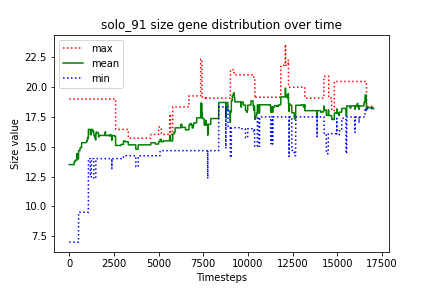 solo_91 size gene distribution over time
max
mean
min
Size value
22.5
20.0
17.5
15.0
12.5
10.0
7.5
0 2500 5000 7500 10000 12500 15000 17500
Timesteps